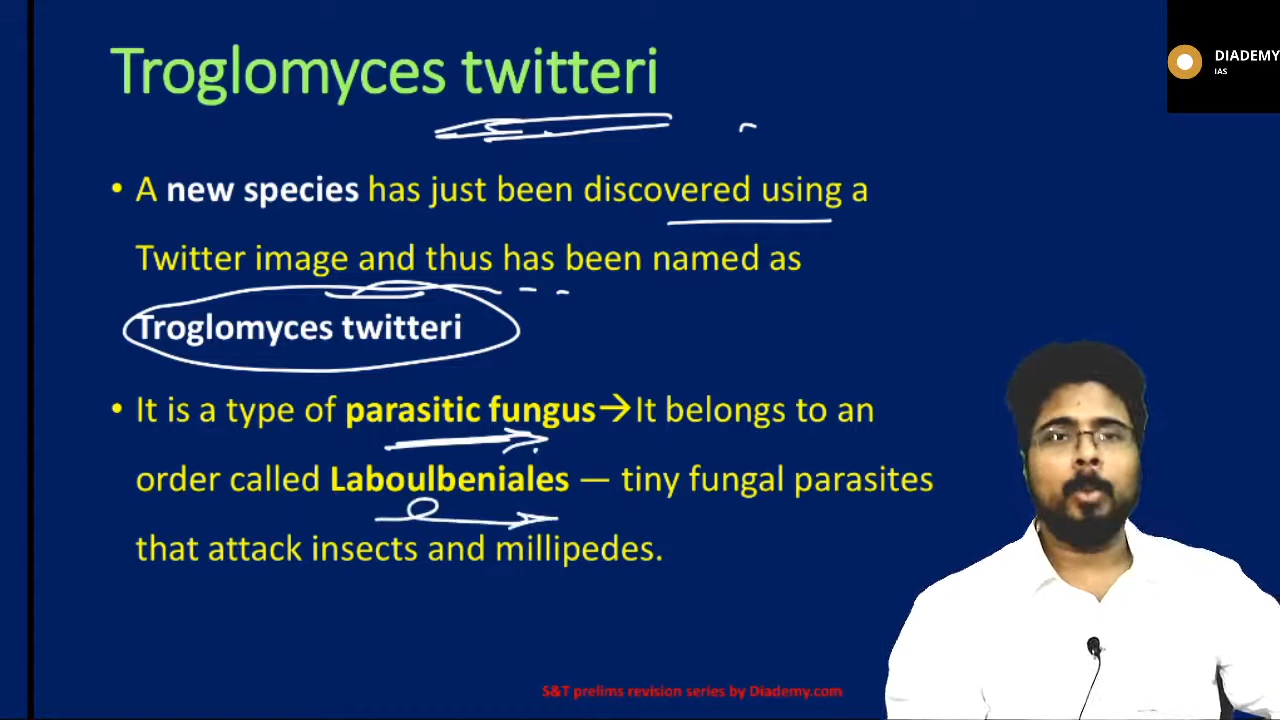 Troglomyces twitteri
DIADEMY
IAS
• A new species has just been discovered using a
Twitter image and thus has been named as
Troglomyces twitteri
• It is a type of parasitic fungus→It belongs to an
order called Laboulbeniales — tiny fungal parasites
that attack insects and millipedes.
S&T prelims revision series by Diademy.com